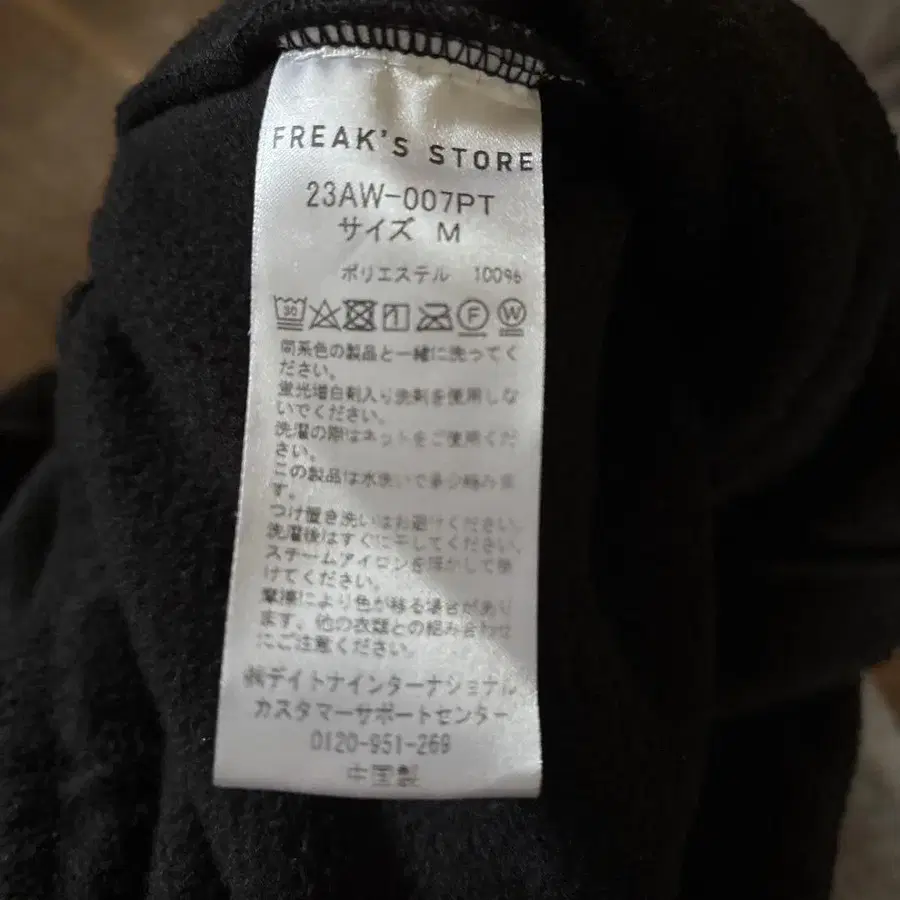 FREAK'S STORE
23AW-007PT
サイズ M
ポリエステル 100%
30
F
W
同系色の製品と一緒に洗ってく
ださい。
蛍光増白剤入り洗剤を使用しな
いでください。
洗濯の際はネットをご使用くだ
さい。
この製品は水洗いで多少縮みま
す。
つけ置き洗いはお避けください。
洗濯後はすぐに干してください。
スチームアイロンを浮かして掛
けてください。
摩擦により色が移る場合があり
ます。他の衣類との組み合わせ
にご注意ください。
㈱デイトナインターナショナル
カスタマーサポートセンター
0120-951-269
中国製